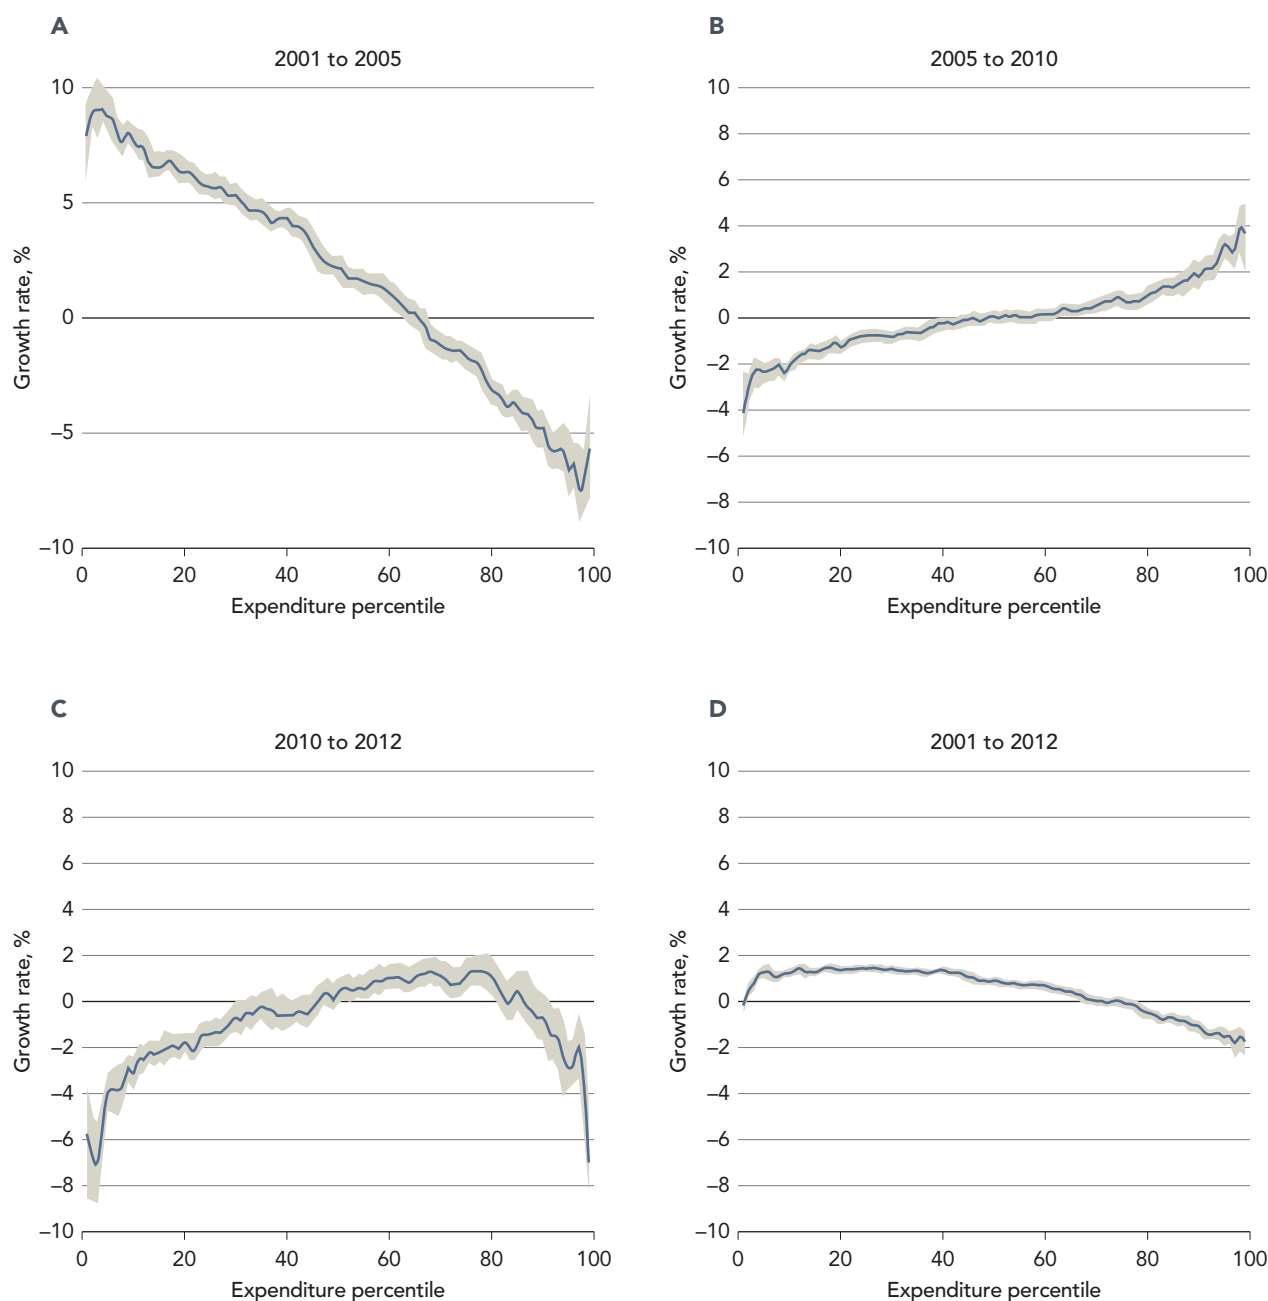 A
2001 to 2005
10
5
0
–5
–10
Growth rate, %
0 20 40 60 80 100
Expenditure percentile
B
2005 to 2010
10
8
6
4
2
0
–2
–4
–6
–8
–10
Growth rate, %
0 20 40 60 80 100
Expenditure percentile
C
2010 to 2012
10
8
6
4
2
0
–2
–4
–6
–8
–10
Growth rate, %
0 20 40 60 80 100
Expenditure percentile
D
2001 to 2012
10
8
6
4
2
0
–2
–4
–6
–8
–10
Growth rate, %
0 20 40 60 80 100
Expenditure percentile